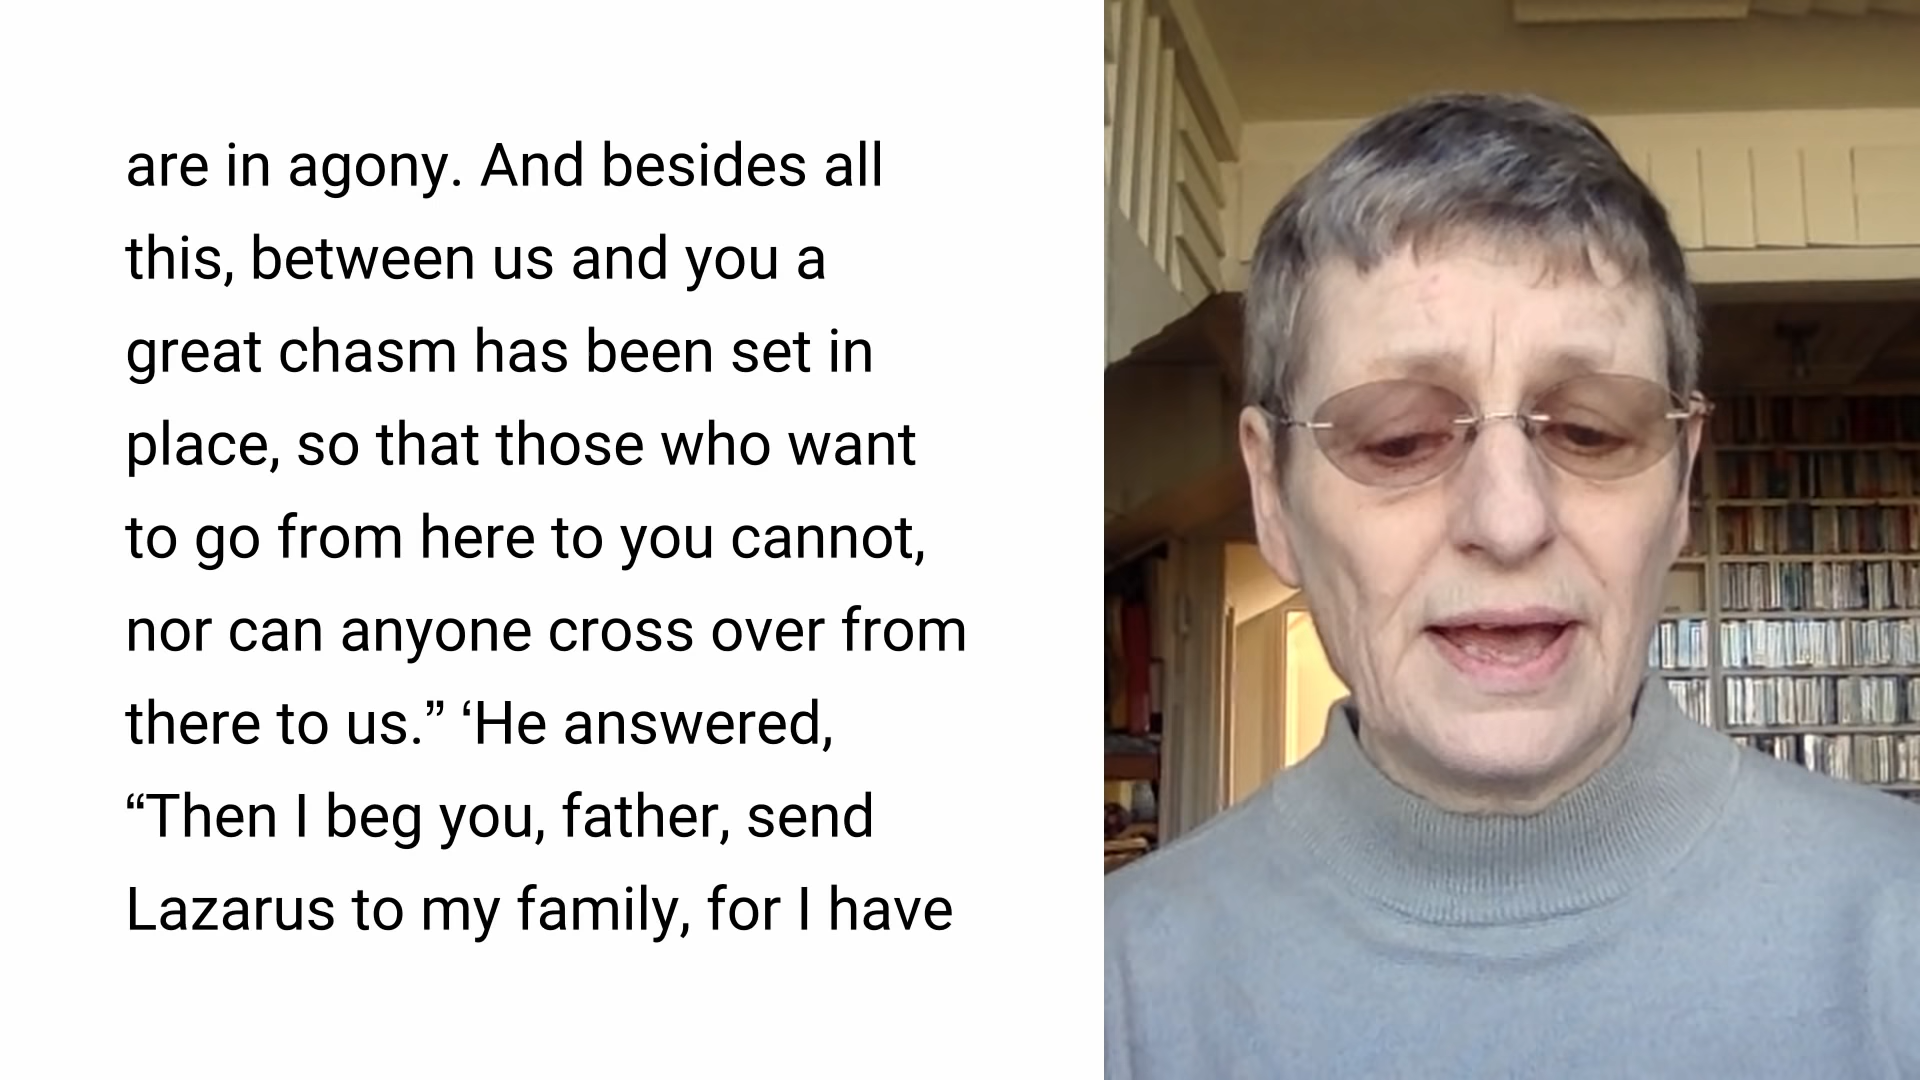 are in agony. And besides all
this, between us and you a
great chasm has been set in
place, so that those who want
to go from here to you cannot,
nor can anyone cross over from
there to us.” ‘He answered,
“Then I beg you, father, send
Lazarus to my family, for I have